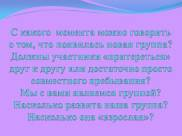 С какого момента можно говорить
о том, что появилась новая группа?
Должны участники «притереться»
друг к другу или достаточно просто
совместного пребывания?
Мы с вами являемся группой?
Насколько развита наша группа?
Насколько она «взрослая»?